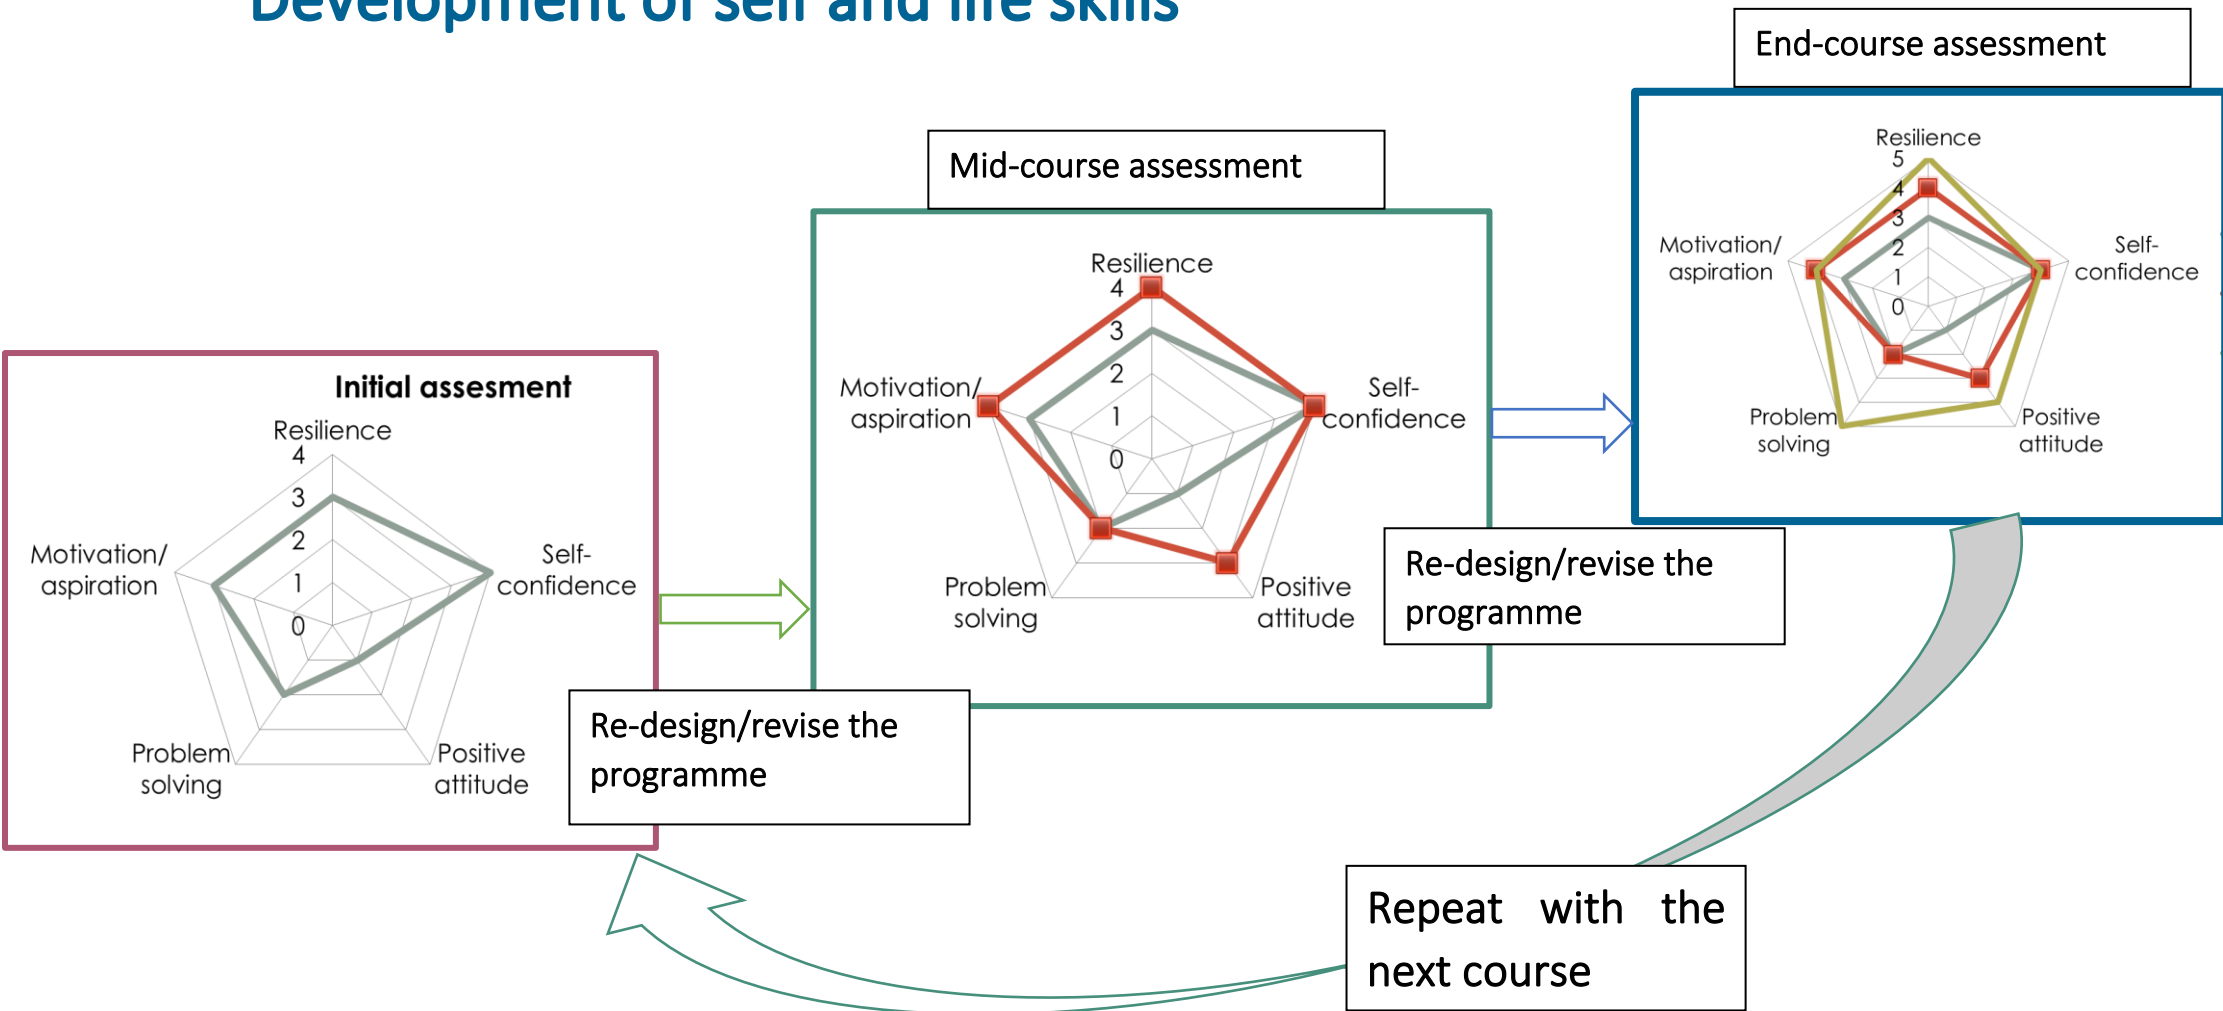 Development of self and life skills
End-course assessment
Resilience
5
4
3
2
1
0
Motivation/
aspiration
Self-
confidence
Problem
solving
Positive
attitude
Mid-course assessment
Resilience
4
3
2
1
0
Motivation/
aspiration
Self-
confidence
Problem
solving
Positive
attitude
Re-design/revise the
programme
Initial assesment
Resilience
4
3
2
1
0
Motivation/
aspiration
Self-
confidence
Problem
solving
Positive
attitude
Re-design/revise the
programme
Repeat with the
next course